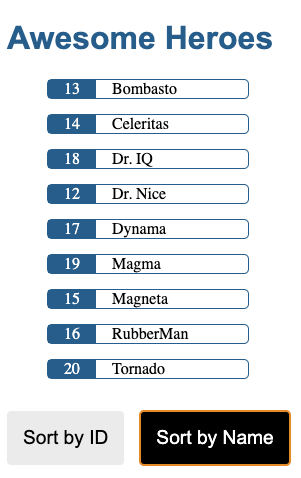 Awesome Heroes
13 Bombasto
14 Celeritas
18 Dr. IQ
12 Dr. Nice
17 Dynama
19 Magma
15 Magneta
16 RubberMan
20 Tornado
Sort by ID Sort by Name